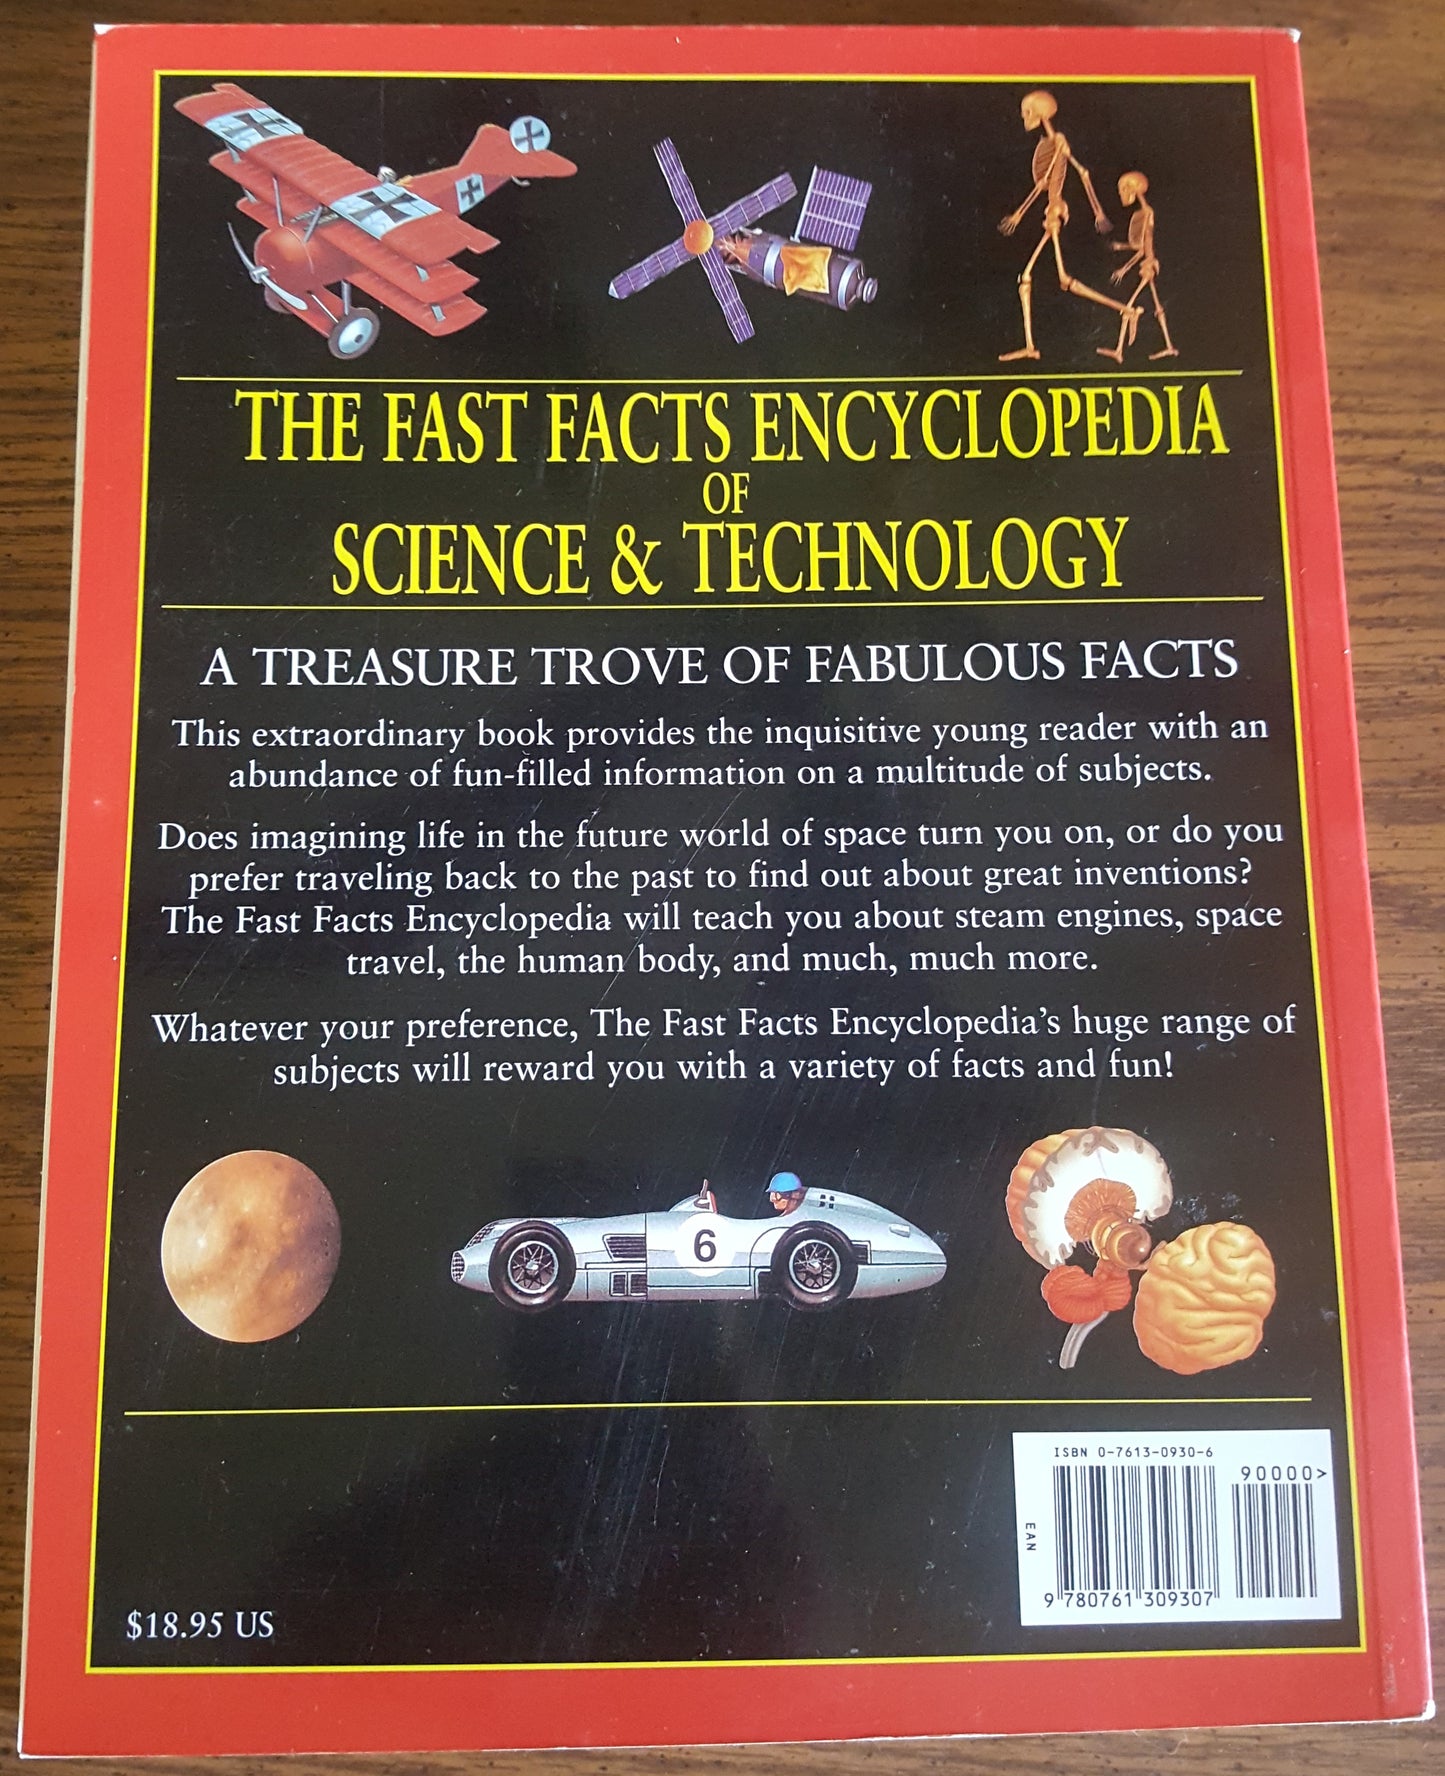 THE FAST FACTS ENCYCLOPEDIA
OF
SCIENCE & TECHNOLOGY
A TREASURE TROVE OF FABULOUS FACTS
This extraordinary book provides the inquisitive young reader with an
abundance of fun-filled information on a multitude of subjects.
Does imagining life in the future world of space turn you on, or do you
prefer traveling back to the past to find out about great inventions?
The Fast Facts Encyclopedia will teach you about steam engines, space
travel, the human body, and much, much more.
Whatever your preference, The Fast Facts Encyclopedia's huge range of
subjects will reward you with a variety of facts and fun!
6
ISBN 0-7613-0930-6
90000>
EAN
9 780761 309307
$18.95 US